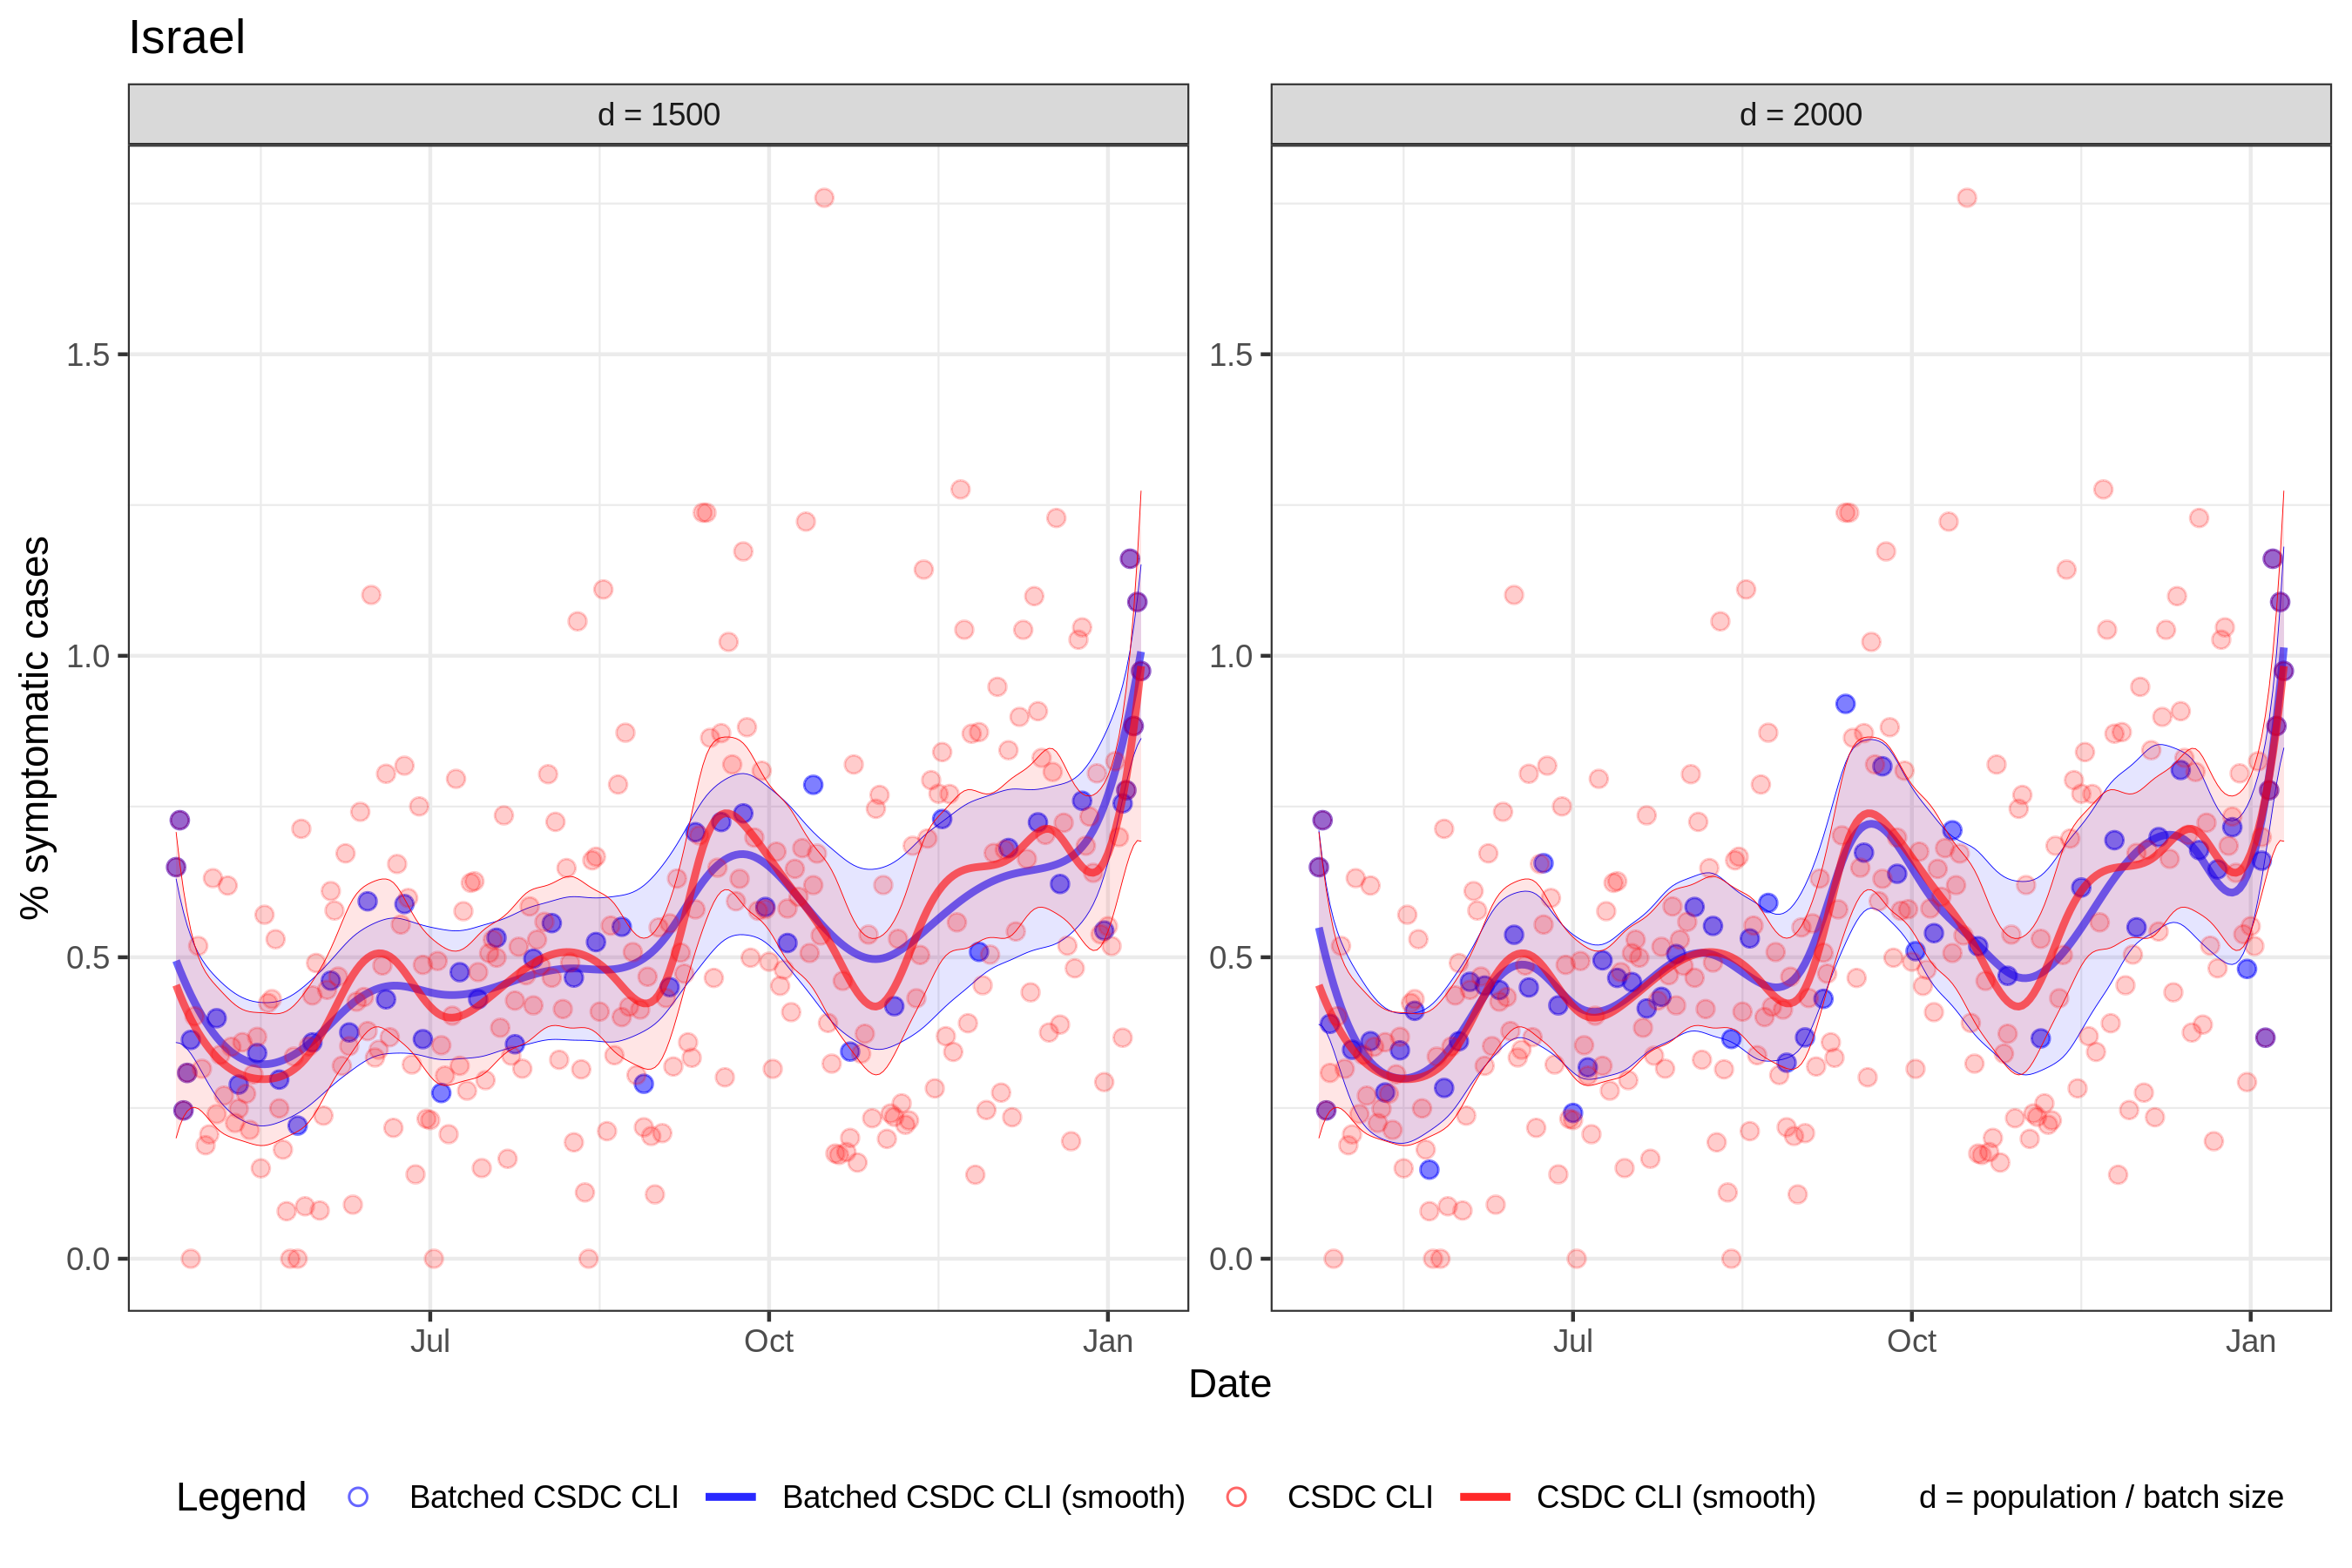 Israel
d = 1500
d = 2000
% symptomatic cases
1.5
1.0
0.5
0.0
1.5
1.0
0.5
0.0
Jul
Oct
Jan
Jul
Oct
Jan
Date
Legend
Batched CSDC CLI
Batched CSDC CLI (smooth)
CSDC CLI
CSDC CLI (smooth)
d = population / batch size